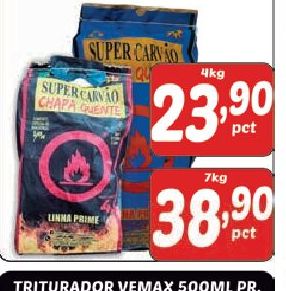 SUPER CARVÃO
QU
4kg
23,90
pct
SUPER CARVÃO
CHAPA QUENTE
LINHA PRIME
7kg
38,90
pct
TRITURADOR VEMAX 500ML PR.